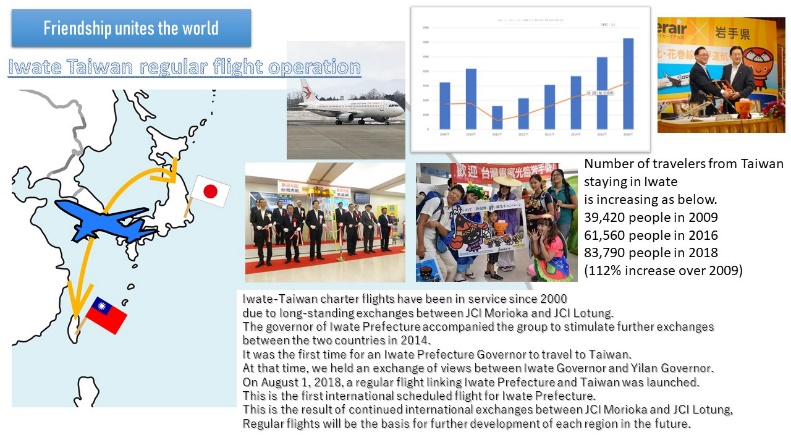 Friendship unites the world
Iwate Taiwan regular flight operation
erair
岩手県
歓迎 台灣貴賓光臨岩手縣
Number of travelers from Taiwan
staying in Iwate
is increasing as below.
39,420 people in 2009
61,560 people in 2016
83,790 people in 2018
(112% increase over 2009)
Iwate-Taiwan charter flights have been in service since 2000
due to long-standing exchanges between JCI Morioka and JCI Lotung.
The governor of Iwate Prefecture accompanied the group to stimulate further exchanges
between the two countries in 2014.
It was the first time for an Iwate Prefecture Governor to travel to Taiwan.
At that time, we held an exchange of views between Iwate Governor and Yilan Governor.
On August 1, 2018, a regular flight linking Iwate Prefecture and Taiwan was launched.
This is the first international scheduled flight for Iwate Prefecture.
This is the result of continued international exchanges between JCI Morioka and JCI Lotung,
Regular flights will be the basis for further development of each region in the future.